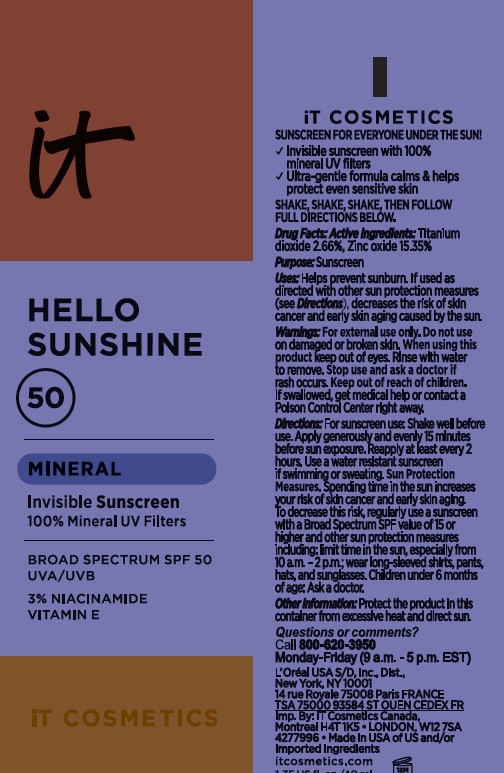 it
HELLO
SUNSHINE
50
MINERAL
Invisible Sunscreen
100% Mineral UV Filters
BROAD SPECTRUM SPF 50
UVA/UVB
3% NIACINAMIDE
VITAMIN E
iT COSMETICS
iT COSMETICS
SUNSCREEN FOR EVERYONE UNDER THE SUN!
✓ Invisible sunscreen with 100%
mineral UV filters
✓ Ultra-gentle formula calms & helps
protect even sensitive skin
SHAKE, SHAKE, SHAKE, THEN FOLLOW
FULL DIRECTIONS BELOW.
Drug Facts: Active Ingredients: Titanium
dioxide 2.66%, Zinc oxide 15.35%
Purpose: Sunscreen
Uses: Helps prevent sunburn. If used as
directed with other sun protection measures
(see Directions), decreases the risk of skin
cancer and early skin aging caused by the sun.
Warnings: For external use only. Do not use
on damaged or broken skin. When using this
product keep out of eyes. Rinse with water
to remove. Stop use and ask a doctor if
rash occurs. Keep out of reach of children.
If swallowed, get medical help or contact a
Poison Control Center right away.
Directions: For sunscreen use: Shake well before
use. Apply generously and evenly 15 minutes
before sun exposure. Reapply at least every 2
hours. Use a water resistant sunscreen
if swimming or sweating. Sun Protection
Measures. Spending time in the sun increases
your risk of skin cancer and early skin aging.
To decrease this risk, regularly use a sunscreen
with a Broad Spectrum SPF value of 15 or
higher and other sun protection measures
including: limit time in the sun, especially from
10 a.m. – 2 p.m.; wear long-sleeved shirts, pants,
hats, and sunglasses. Children under 6 months
of age: Ask a doctor.
Other Information: Protect the product in this
container from excessive heat and direct sun.
Questions or comments?
Call 800-620-3950
Monday-Friday (9 a.m. - 5 p.m. EST)
L'Oréal USA S/D, Inc., Dist.,
New York, NY 10001
14 rue Royale 75008 Paris FRANCE
TSA 75000 93584 ST OUEN CEDEX FR
Imp. By: IT Cosmetics Canada,
Montreal H4T 1K5 • LONDON, W12 7SA
4277996 • Made in USA of US and/or
Imported Ingredients
itcosmetics.com
12M